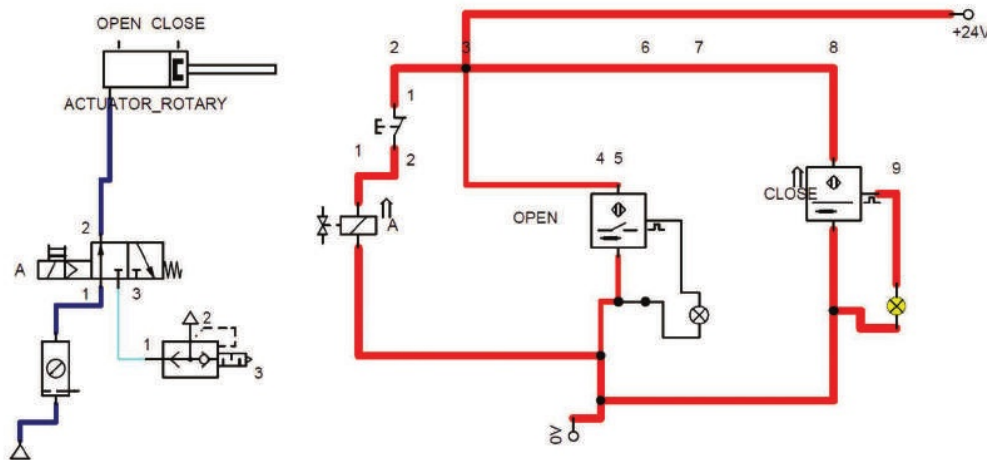 OPEN CLOSE
ACTUATOR_ROTARY
2
A
1 3
1 2
3
+24V
2 3 6 7 8
1
1 2 4 5 9
CLOSE
OPEN
A
0V